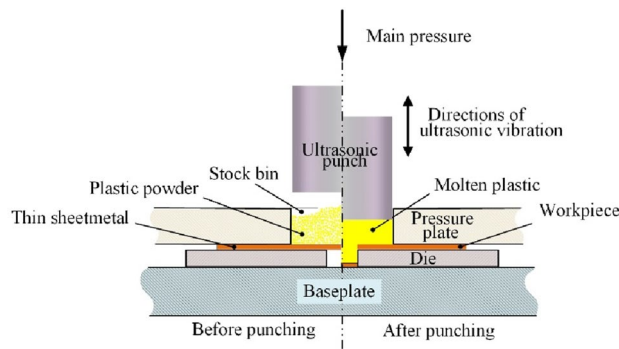 Main pressure
Directions of
ultrasonic vibration
Ultrasonic
punch
Stock bin
Plastic powder
Molten plastic
Thin sheetmetal
Pressure
plate
Workpiece
Die
Baseplate
Before punching
After punching